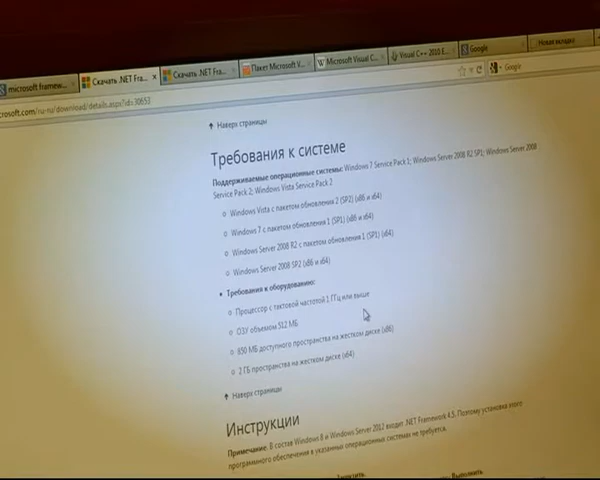 microsoft framew...
Скачать .NET Fra...
Скачать .NET Fra...
Пакет Microsoft V...
Microsoft Visual C...
Visual C++ 2010 E...
Google
Новая вкладка
rosoft.com/ru-ru/download/details.aspx?id=30653
Google
Наверх страницы
Требования к системе
Поддерживаемые операционные системы: Windows 7 Service Pack 1; Windows Server 2008 R2 SP1; Windows Server 2008
Service Pack 2; Windows Vista Service Pack 2
Windows Vista с пакетом обновления 2 (SP2) (x86 и x64)
Windows 7 с пакетом обновления 1 (SP1) (x86 и x64)
Windows Server 2008 R2 с пакетом обновления 1 (SP1) (x64)
Windows Server 2008 SP2 (x86 и x64)
Требования к оборудованию:
Процессор с тактовой частотой 1 ГГц или выше
ОЗУ объемом 512 МБ
850 МБ доступного пространства на жестком диске (x86)
2 ГБ пространства на жестком диске (x64)
Наверх страницы
Инструкции
Примечание. В состав Windows 8 и Windows Server 2012 входит .NET Framework 4.5. Поэтому установка этого
программного обеспечения в указанных операционных системах не требуется.
Загрузить
Выполнить